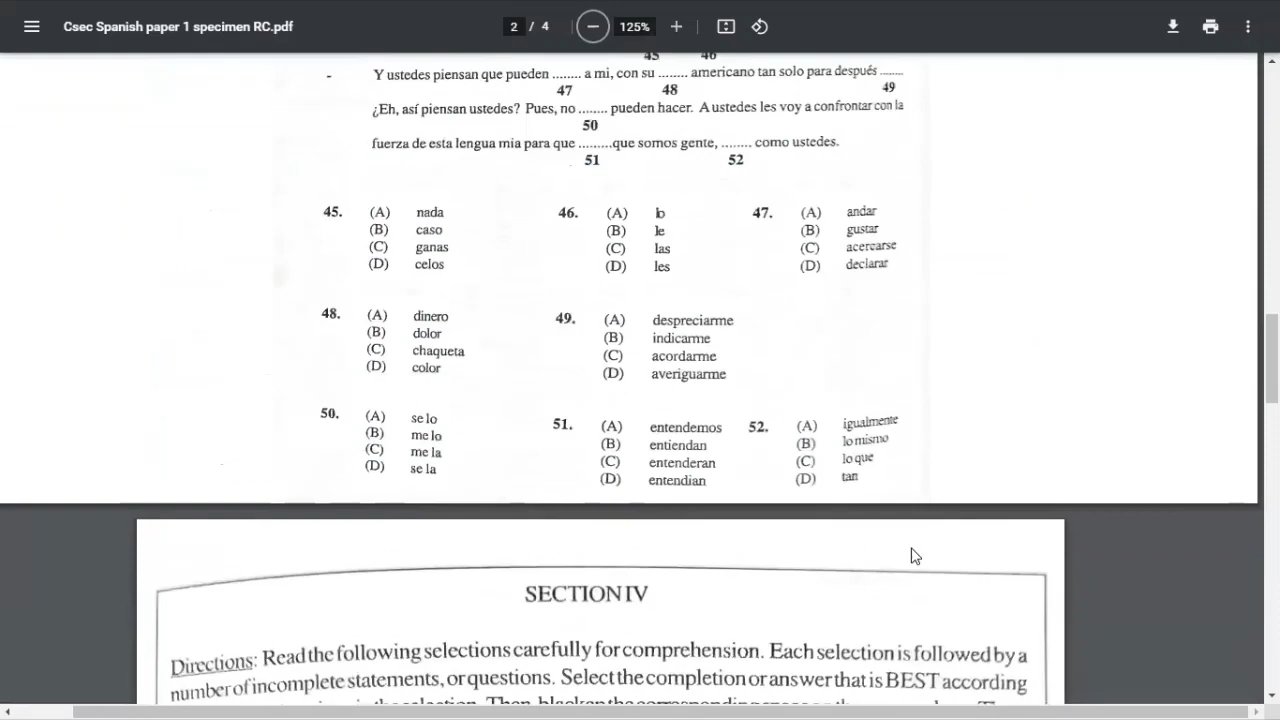 Csec Spanish paper 1 specimen RC.pdf 2 / 4 125%
45 46
- Y ustedes piensan que pueden ........ a mi, con su ........ americano tan solo para después ........
47 48 49
¿Eh, así piensan ustedes? Pues, no ........ pueden hacer. A ustedes les voy a confrontar con la
50
fuerza de esta lengua mia para que .........que somos gente, ........ como ustedes.
51 52
45. (A) nada 46. (A) lo 47. (A) andar
(B) caso (B) le (B) gustar
(C) ganas (C) las (C) acercarse
(D) celos (D) les (D) declarar
48. (A) dinero 49. (A) despreciarme
(B) dolor (B) indicarme
(C) chaqueta (C) acordarme
(D) color (D) averiguarme
50. (A) se lo 51. (A) entendemos 52. (A) igualmente
(B) me lo (B) entiendan (B) lo mismo
(C) me la (C) entenderan (C) lo que
(D) se la (D) entendian (D) tan
SECTION IV
Directions: Read the following selections carefully for comprehension. Each selection is followed by a
number of incomplete statements, or questions. Select the completion or answer that is BEST according